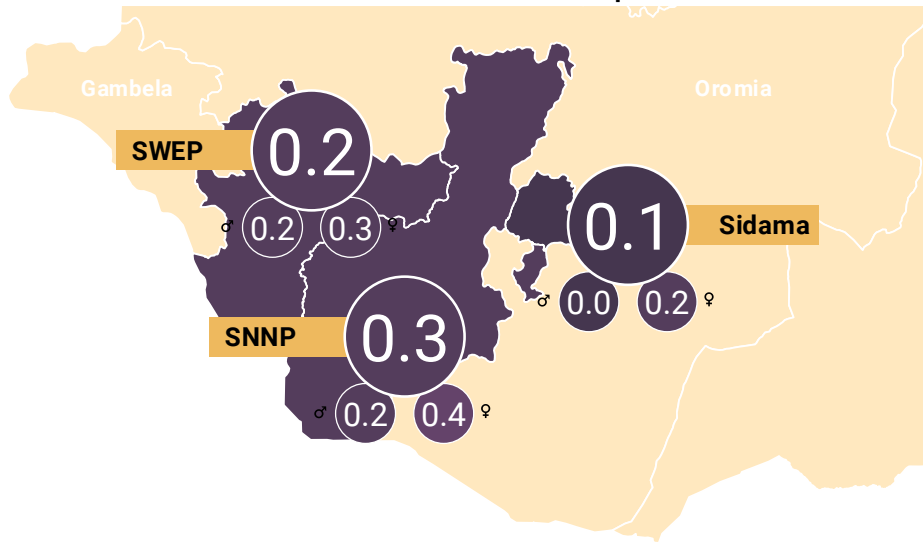 Gambela
Oromia
SWEP
0.2
♂ 0.2 0.3 ♀
0.1
Sidama
♂ 0.0 0.2 ♀
SNNP
0.3
♂ 0.2 0.4 ♀